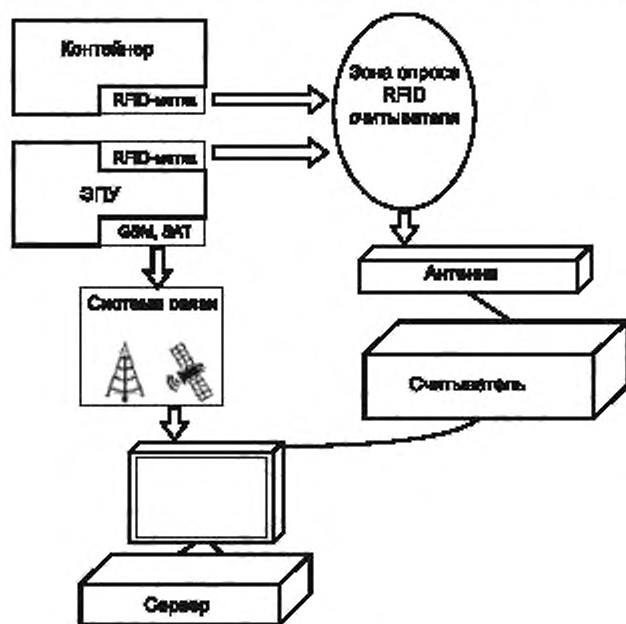 Контейнер
RFID-метка
Зона опроса
RFID
считывателя
RFID-метка
ЭПУ
GSM, SAT
Антенна
Система связи
Считыватель
Сервер